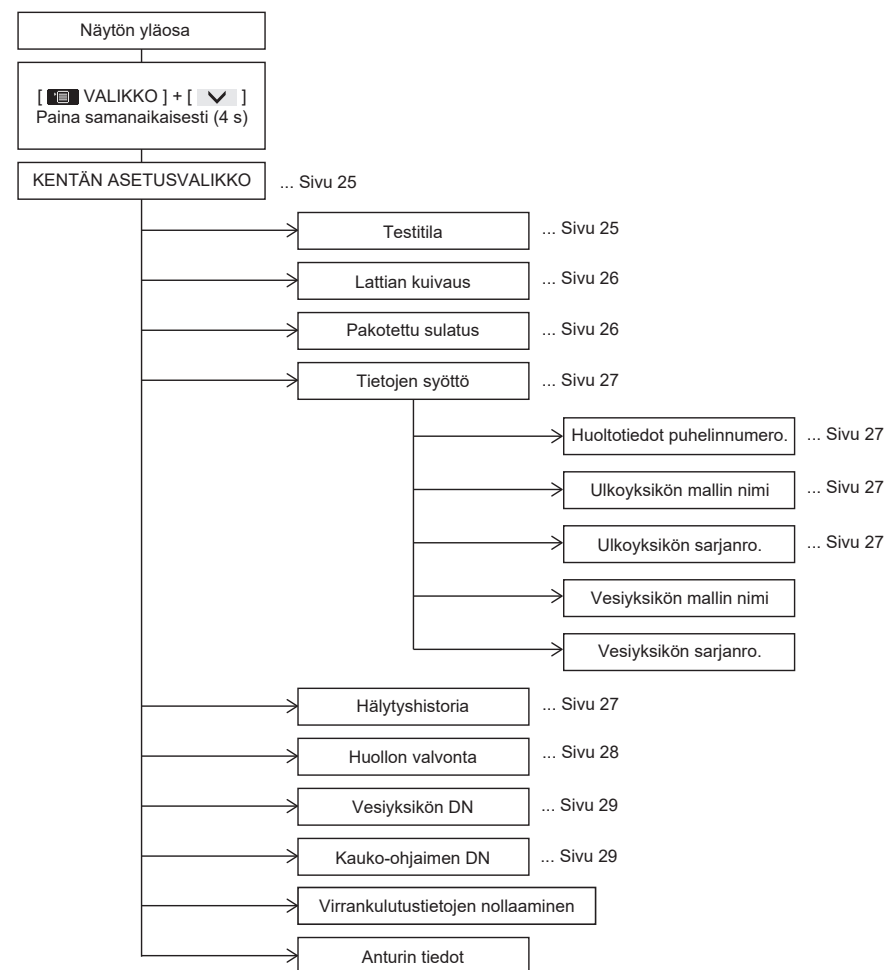 Näytön yläosa
[ VALIKKO ] + [ ]
Paina samanaikaisesti (4 s)
KENTÄN ASETUSVALIKKO ... Sivu 25
Testitila ... Sivu 25
Lattian kuivaus ... Sivu 26
Pakotettu sulatus ... Sivu 26
Tietojen syöttö ... Sivu 27
Huoltotiedot puhelinnumero. ... Sivu 27
Ulkoyksikön mallin nimi ... Sivu 27
Ulkoyksikön sarjanro. ... Sivu 27
Vesiyksikön mallin nimi
Vesiyksikön sarjanro.
Hälytyshistoria ... Sivu 27
Huollon valvonta ... Sivu 28
Vesiyksikön DN ... Sivu 29
Kauko-ohjaimen DN ... Sivu 29
Virrankulutustietojen nollaaminen
Anturin tiedot